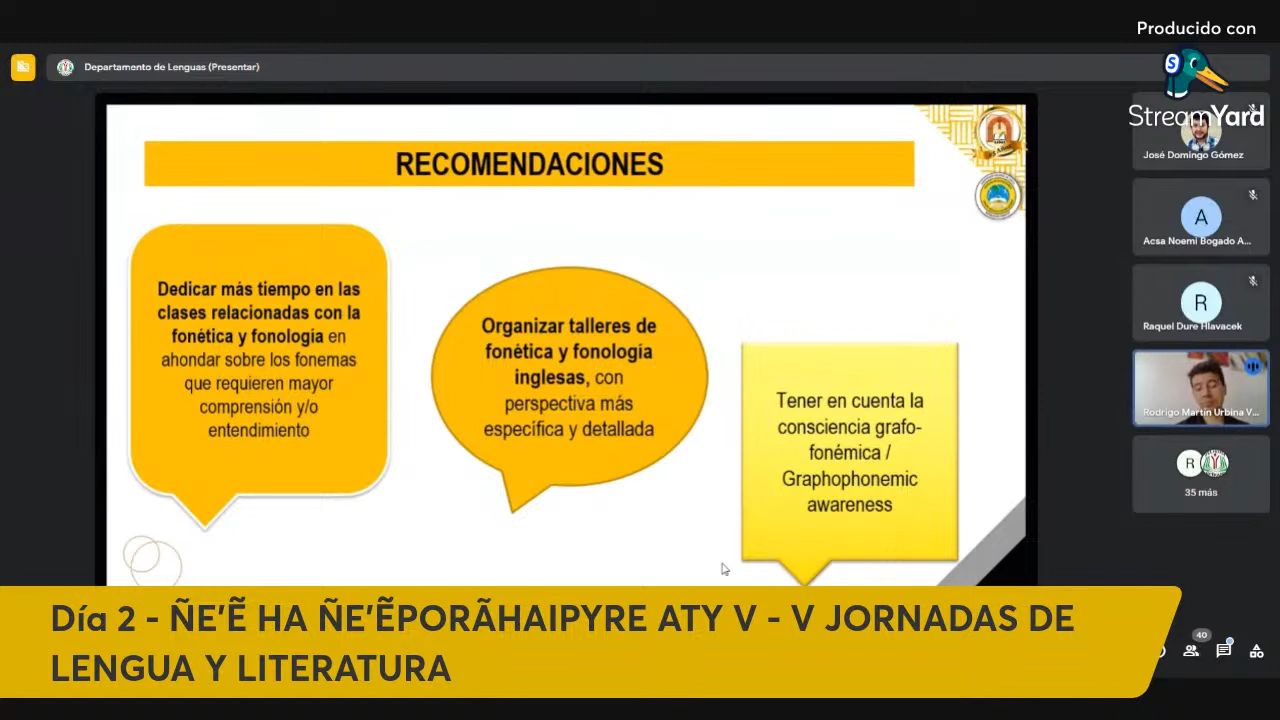 Producido con
StreamYard
Departamento de Lenguas (Presentar)
RECOMENDACIONES
Dedicar más tiempo en las
clases relacionadas con la
fonética y fonología en
ahondar sobre los fonemas
que requieren mayor
comprensión y/o
entendimiento
Organizar talleres de
fonética y fonología
inglesas, con
perspectiva más
específica y detallada
Tener en cuenta la
consciencia grafo-
fonémica /
Graphophonemic
awareness
José Domingo Gómez
A
Acsa Noemi Bogado A...
R
Raquel Dure Hlavacek
Rodrigo Martín Urbina V...
R
35 más
40
Día 2 - ÑE'Ẽ HA ÑE'ẼPORÃHAIPYRE ATY V - V JORNADAS DE
LENGUA Y LITERATURA